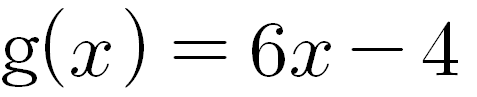 g(x) = 6x − 4